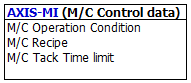 AXIS-MI (M/C Control data)
M/C Operation Condition
M/C Recipe
M/C Tack Time limit